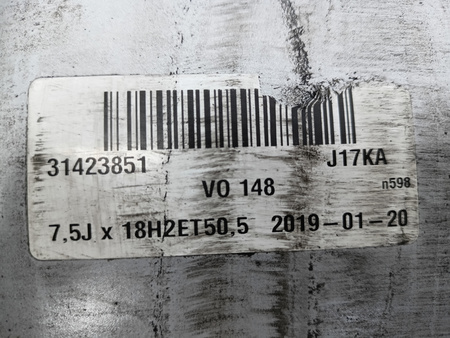 31423851 J17KA
VO 148 n598
7,5J x 18H2ET50,5 2019-01-20